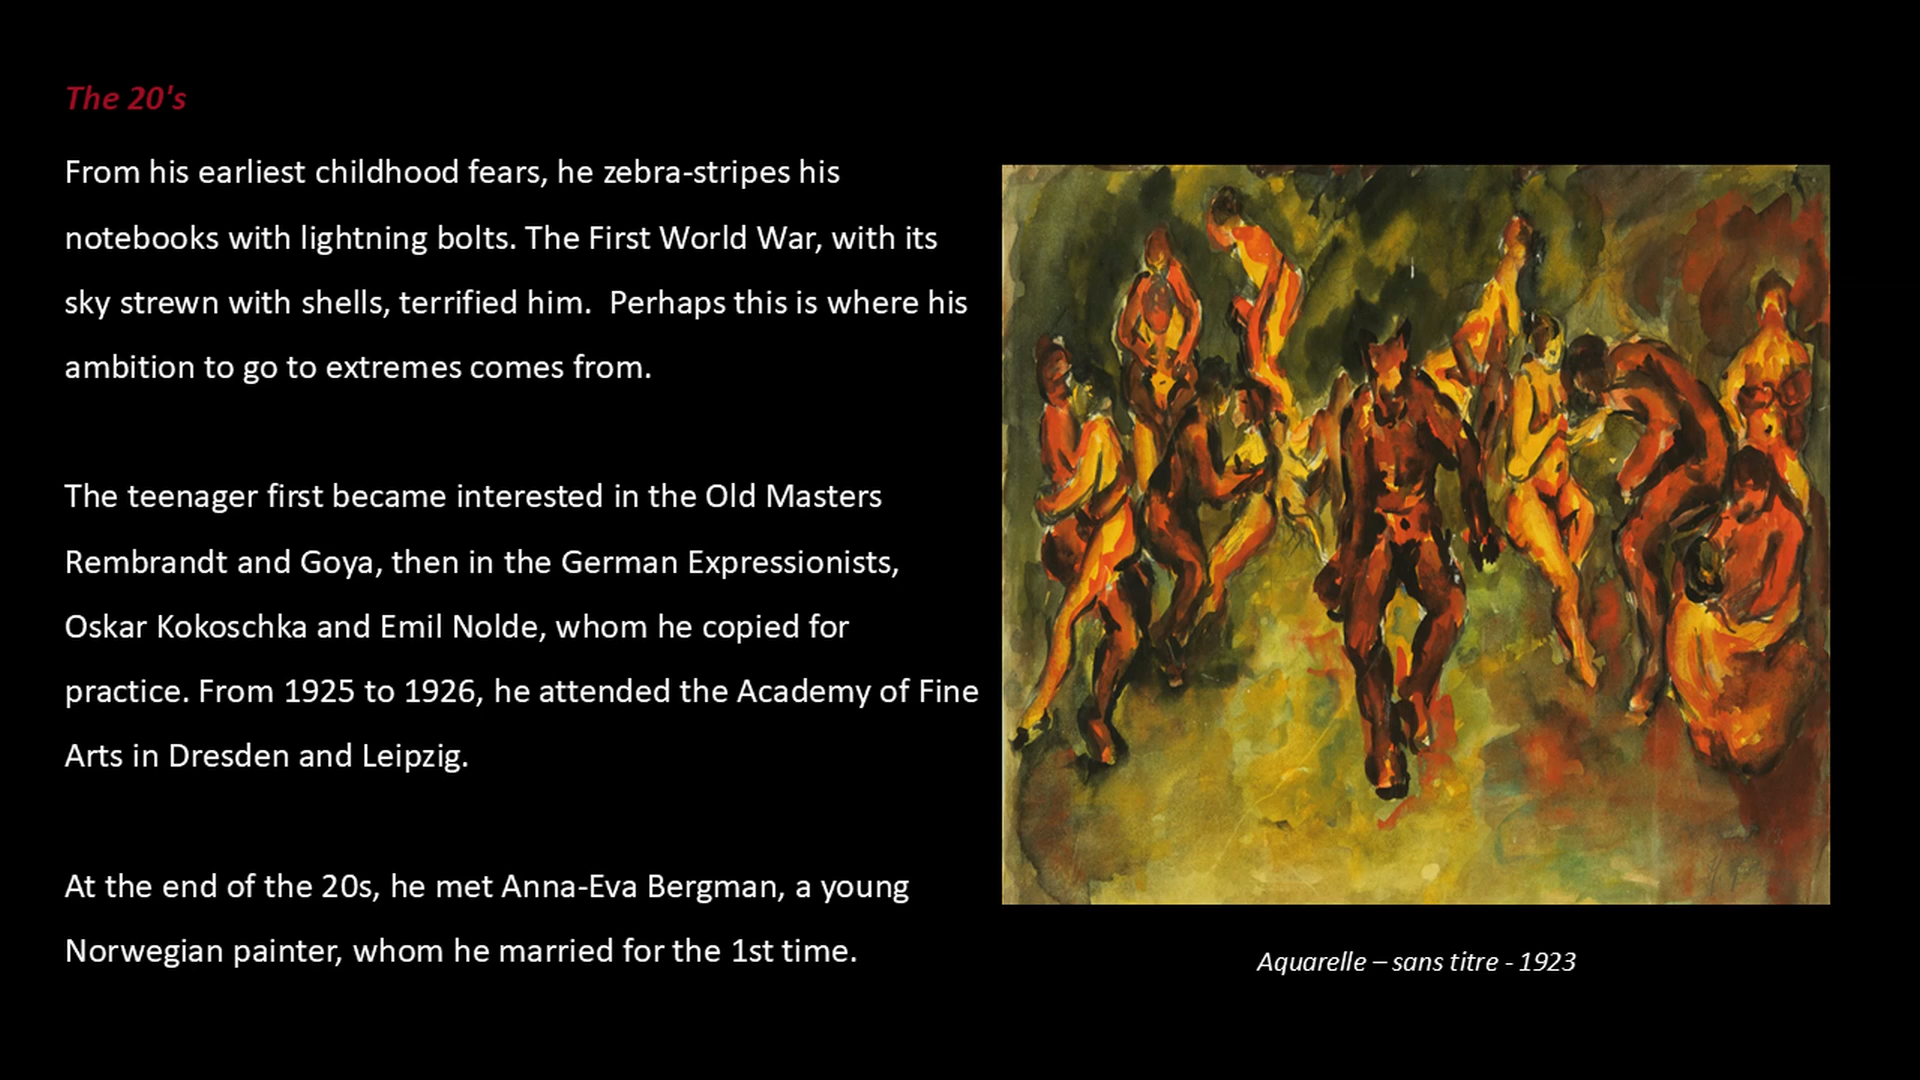 The 20's
From his earliest childhood fears, he zebra-stripes his
notebooks with lightning bolts. The First World War, with its
sky strewn with shells, terrified him.  Perhaps this is where his
ambition to go to extremes comes from.
The teenager first became interested in the Old Masters
Rembrandt and Goya, then in the German Expressionists,
Oskar Kokoschka and Emil Nolde, whom he copied for
practice. From 1925 to 1926, he attended the Academy of Fine
Arts in Dresden and Leipzig.
At the end of the 20s, he met Anna-Eva Bergman, a young
Norwegian painter, whom he married for the 1st time.
Aquarelle – sans titre - 1923